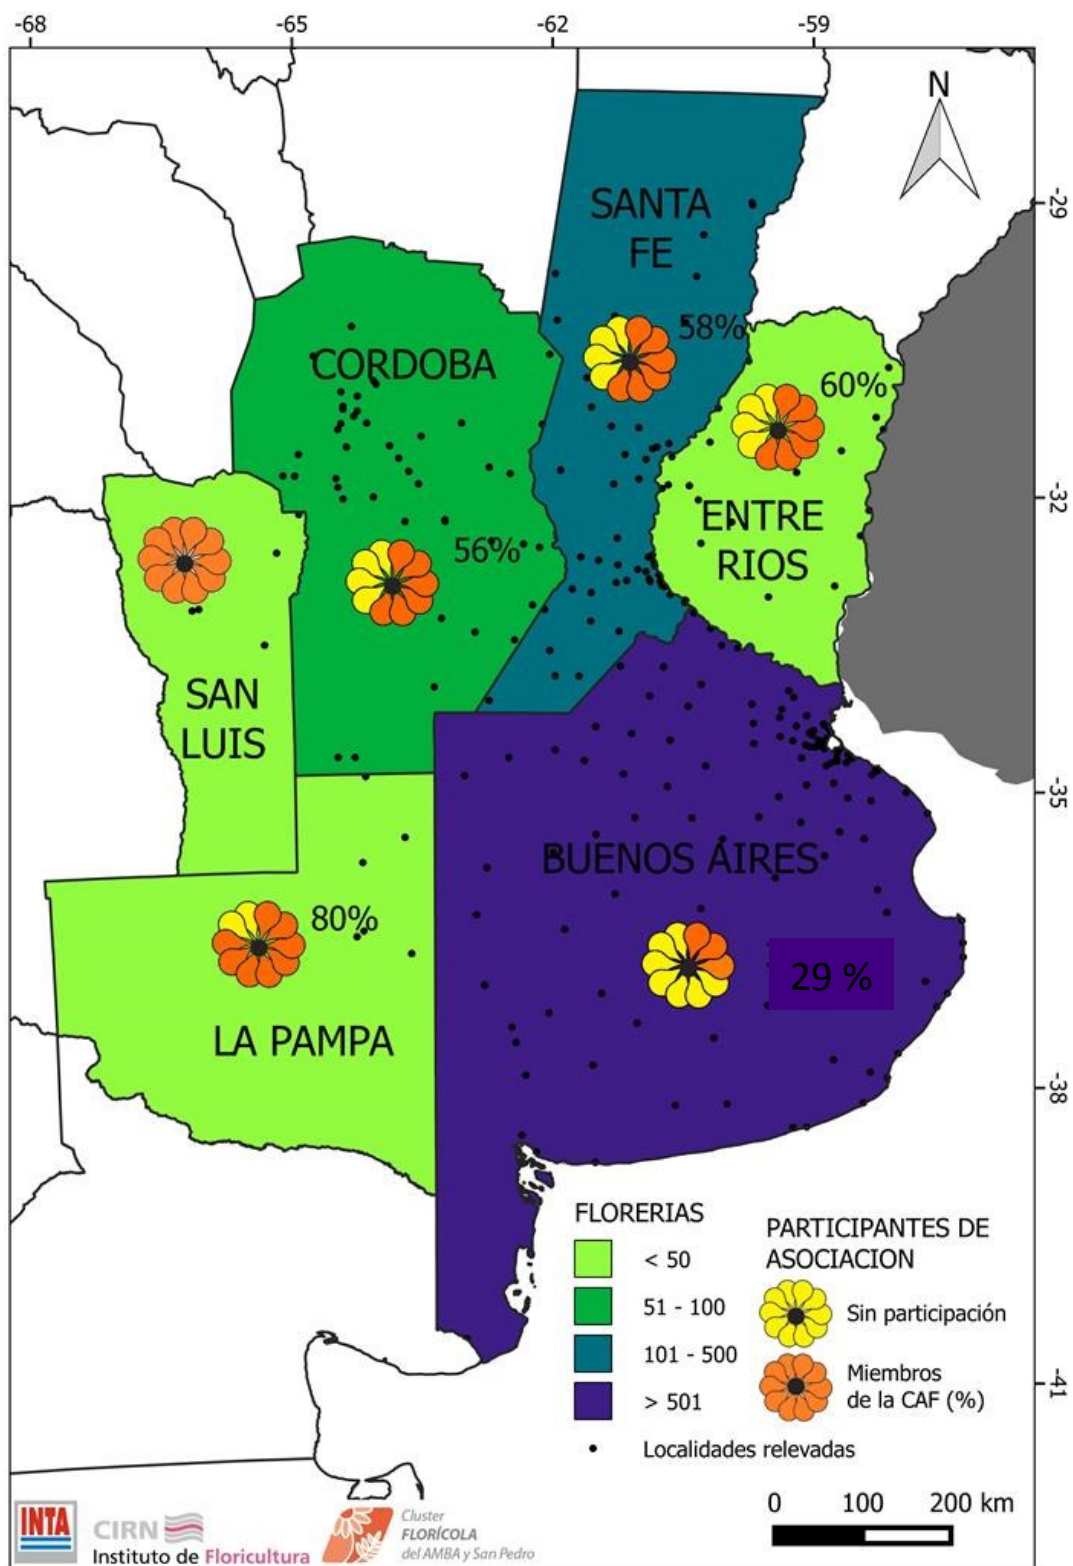 -68
-65
-62
-59
N
-29
SANTA
FE
58%
CORDOBA
60%
-32
ENTRE
RIOS
56%
SAN
LUIS
-35
BUENOS AIRES
80%
29 %
LA PAMPA
-38
FLORERIAS
< 50
51 - 100
101 - 500
> 501
Localidades relevadas
PARTICIPANTES DE
ASOCIACION
Sin participación
Miembros
de la CAF (%)
-41
0 100 200 km
INTA
CIRN
Instituto de Floricultura
Cluster
FLORÍCOLA
del AMBA y San Pedro